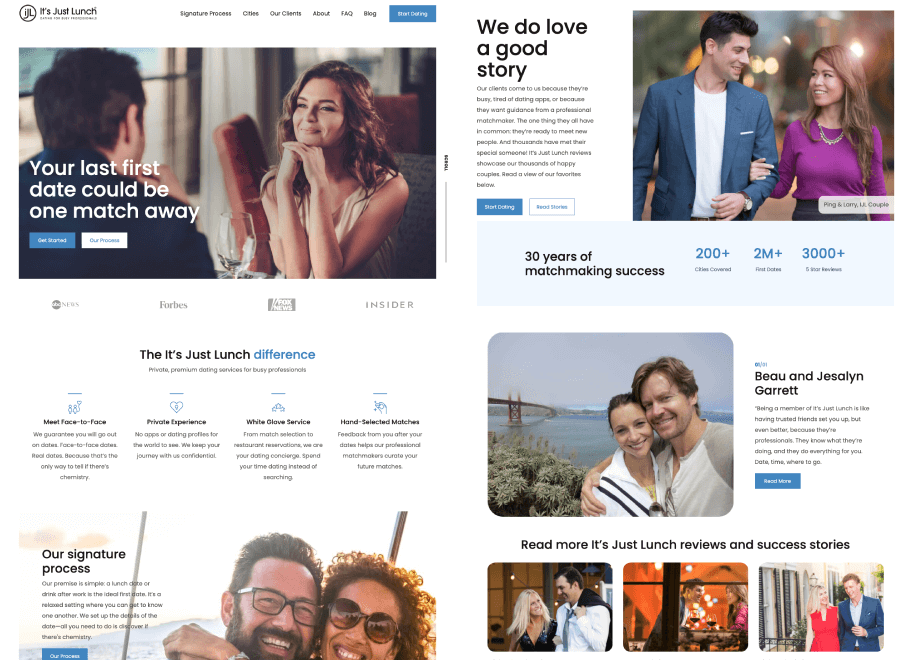 It's Just Lunch
DATING FOR BUSY PROFESSIONALS
Signature Process Cities Our Clients About FAQ Blog Start Dating
Your last first
date could be
one match away
Get Started Our Process
SCROLL
abc NEWS Forbes FOX NEWS INSIDER
The It's Just Lunch difference
Private, premium dating services for busy professionals
Meet Face-to-Face
We guarantee you will go out
on dates. Face-to-face dates.
Real dates. Because that's the
only way to tell if there's
chemistry.
Private Experience
No apps or dating profiles for
the world to see. We keep your
journey with us confidential.
White Glove Service
From match selection to
restaurant reservations, we are
your dating concierge. Spend
your time dating instead of
searching.
Hand-Selected Matches
Feedback from you after your
dates helps our professional
matchmakers curate your
future matches.
Our signature
process
Our premise is simple: a lunch date or
drink after work is the ideal first date. It's a
relaxed setting where you can get to know
one another. We set up the details of the
date—all you need to do is discover if
there's chemistry.
Our Process
We do love
a good
story
Our clients come to us because they're
busy, tired of dating apps, or because
they want guidance from a professional
matchmaker. The one thing they all have
in common: they're ready to meet new
people. And thousands have met their
special someone! It's Just Lunch reviews
showcase our thousands of happy
couples. Read a view of our favorites
below.
Start Dating Read Stories
Ping & Larry, IJL Couple
30 years of
matchmaking success
200+
Cities Covered
2M+
First Dates
3000+
5 Star Reviews
Beau and Jesalyn
Garrett
"Being a member of It's Just Lunch is like
having trusted friends set you up, but
even better, because they're
professionals. They know what they're
doing, and they do everything for you.
Date, time, where to go.
Read More
Read more It's Just Lunch reviews and success stories